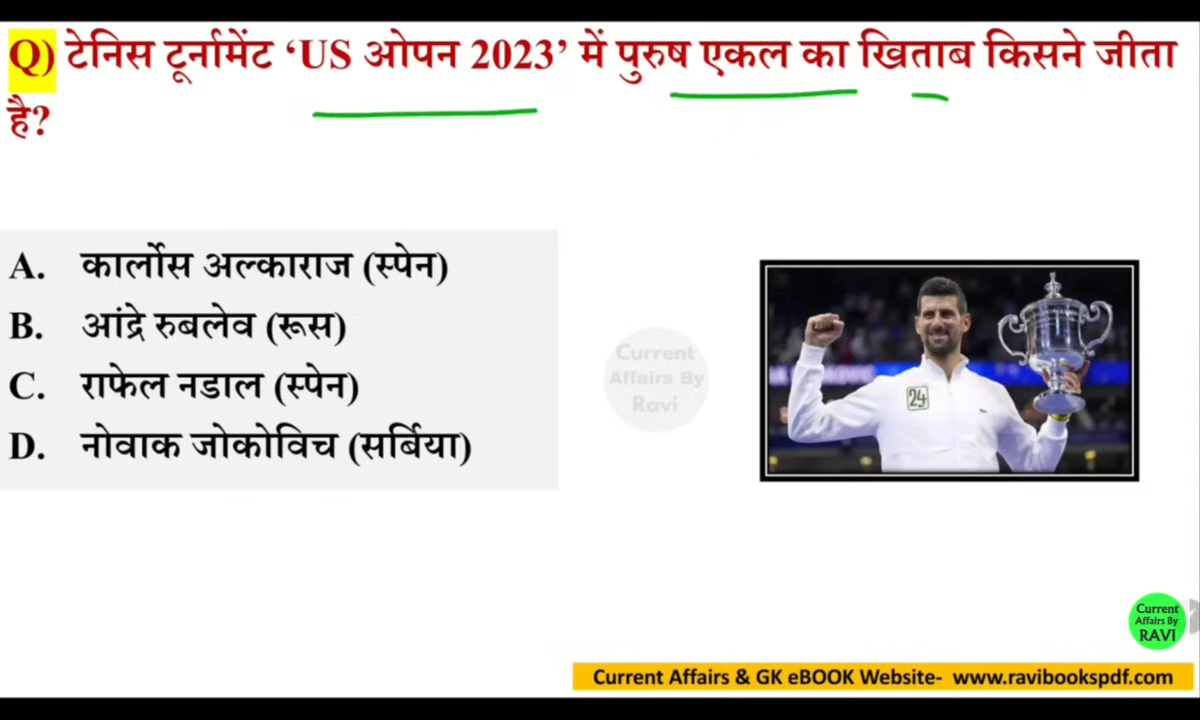 Q) टेनिस टूर्नामेंट ‘US ओपन 2023’ में पुरुष एकल का खिताब किसने जीता
है?
A. कार्लोस अल्काराज (स्पेन)
B. आंद्रे रुबलेव (रूस)
C. राफेल नडाल (स्पेन)
D. नोवाक जोकोविच (सर्बिया)
24
Current
Affairs By
Ravi
Current
Affairs By
RAVI
Current Affairs & GK eBOOK Website- www.ravibookspdf.com